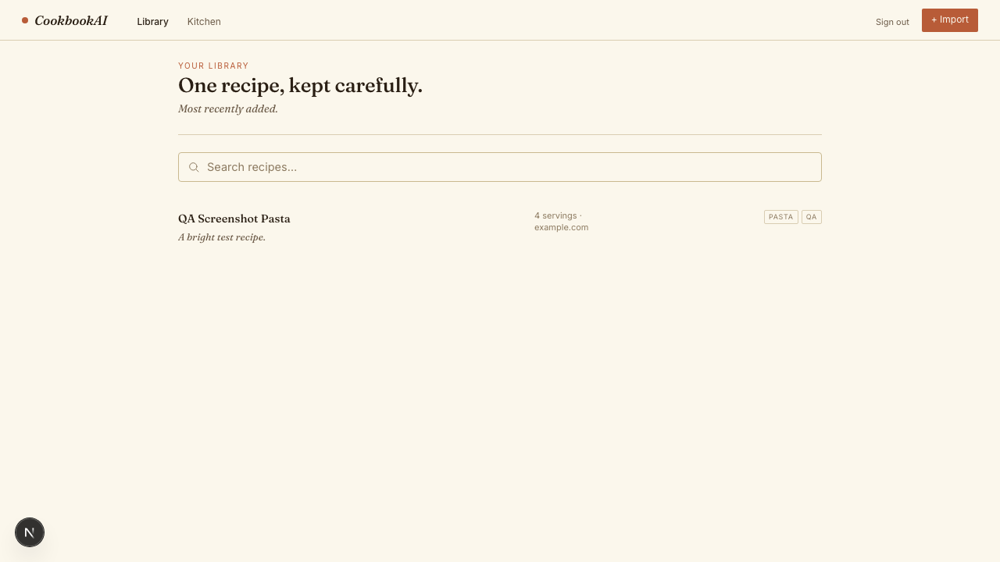 CookbookAI
Library
Kitchen
Sign out
+ Import
YOUR LIBRARY
One recipe, kept carefully.
Most recently added.
Search recipes...
QA Screenshot Pasta
A bright test recipe.
4 servings ·
example.com
PASTA
QA
N